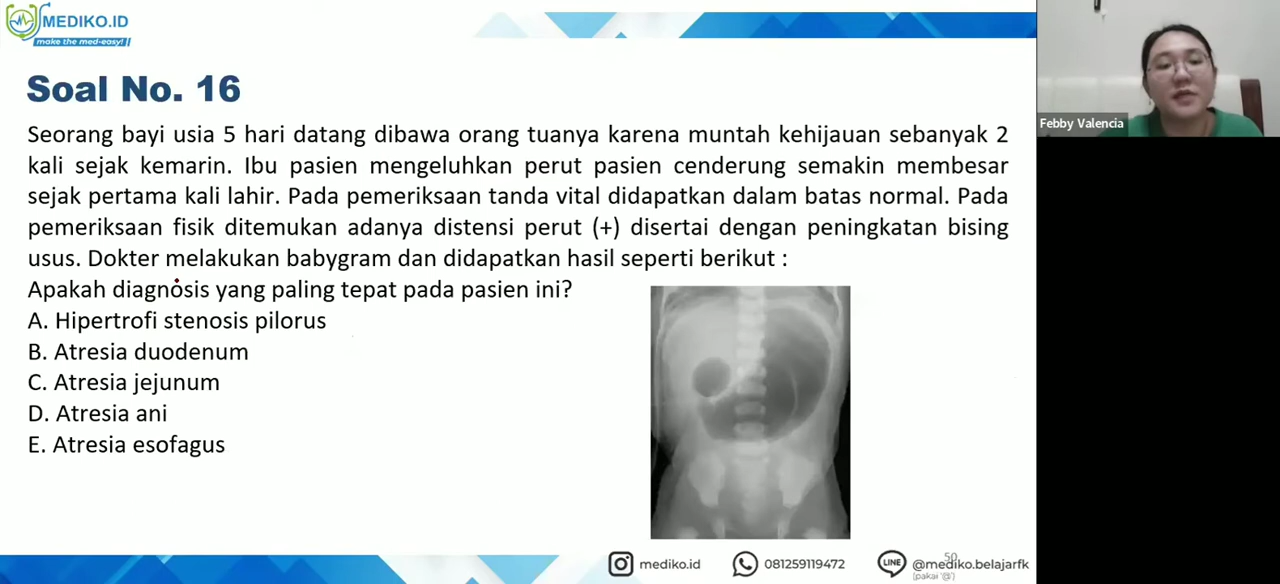 MEDIKO.ID
make the med-easy!
Soal No. 16
Seorang bayi usia 5 hari datang dibawa orang tuanya karena muntah kehijauan sebanyak 2
kali sejak kemarin. Ibu pasien mengeluhkan perut pasien cenderung semakin membesar
sejak pertama kali lahir. Pada pemeriksaan tanda vital didapatkan dalam batas normal. Pada
pemeriksaan fisik ditemukan adanya distensi perut (+) disertai dengan peningkatan bising
usus. Dokter melakukan babygram dan didapatkan hasil seperti berikut :
Apakah diagnosis yang paling tepat pada pasien ini?
A. Hipertrofi stenosis pilorus
B. Atresia duodenum
C. Atresia jejunum
D. Atresia ani
E. Atresia esofagus
Febby Valencia
mediko.id
081259119472
LINE
@mediko.belajarfk
50
(pakai '@')